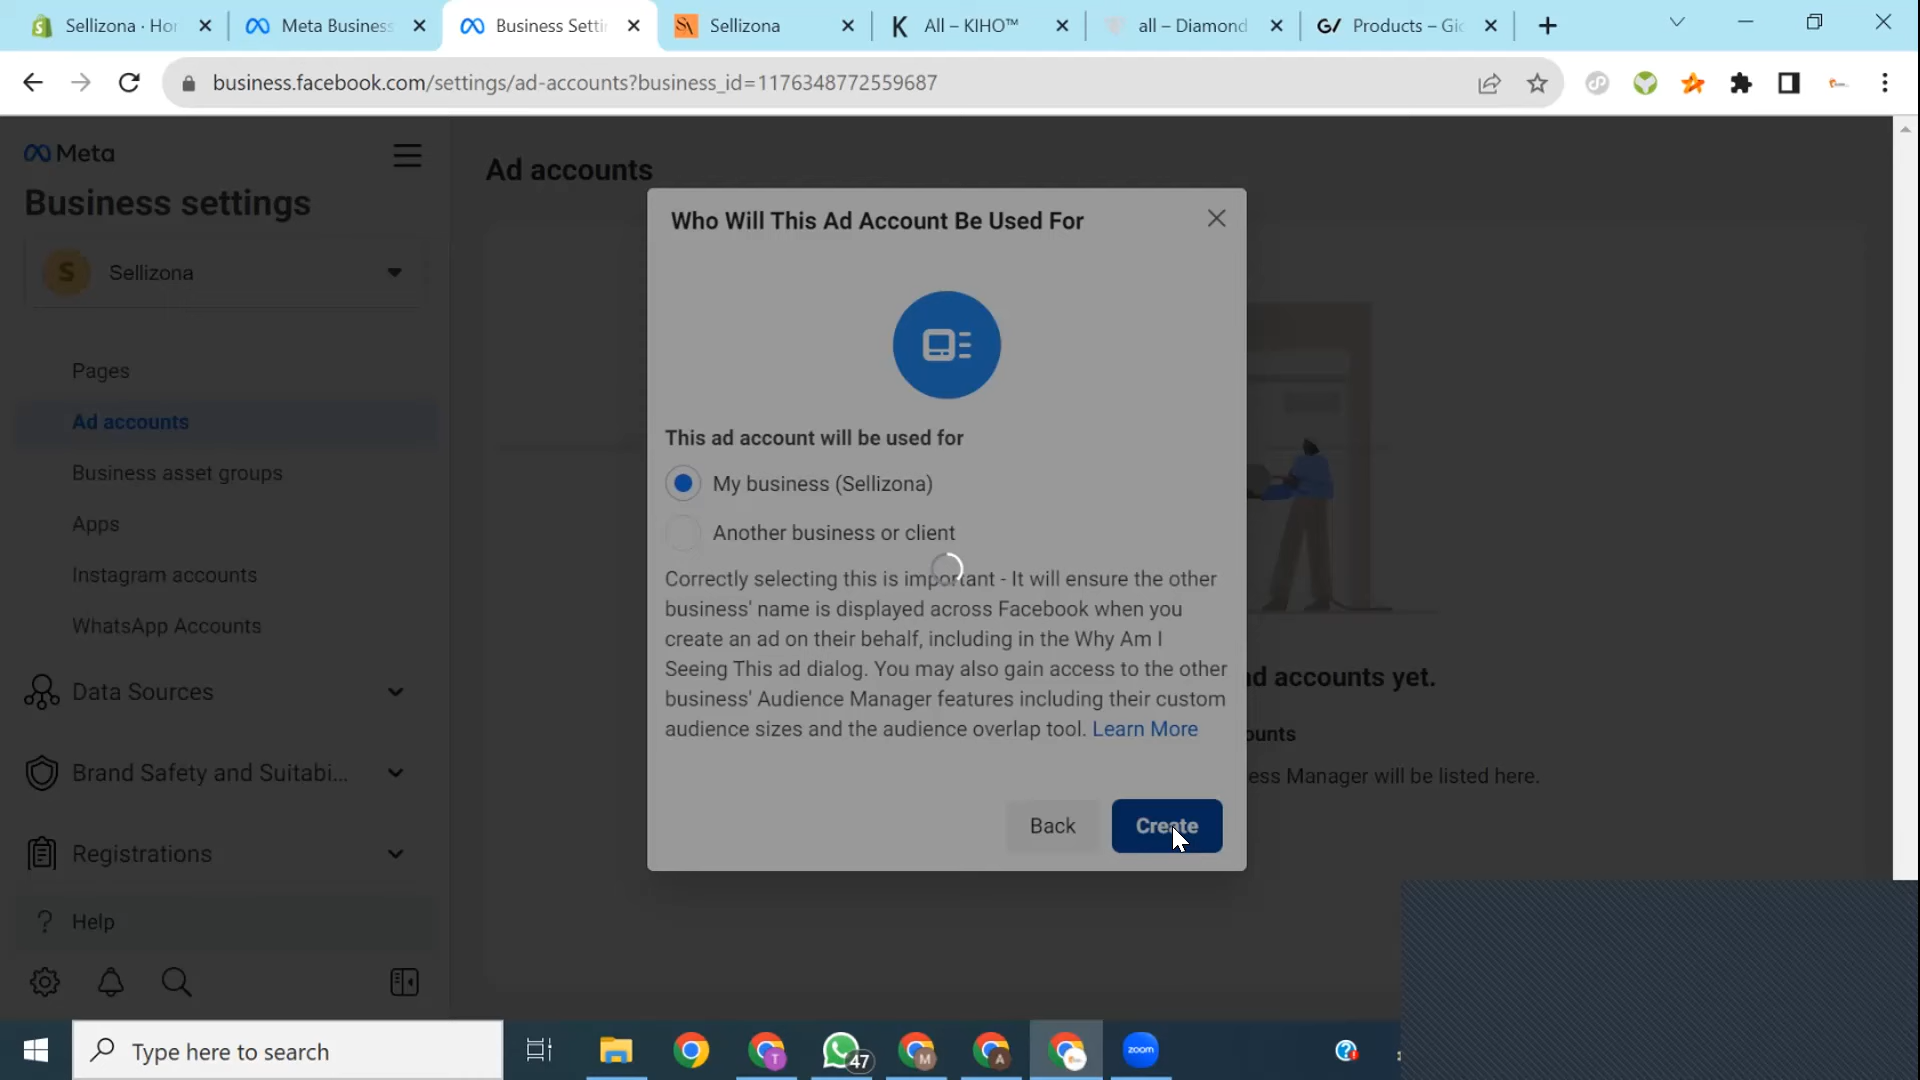 Sellizona · Hor
Meta Business
Business Setti
Sellizona
All – KIHO™
all – Diamond
Products – Gio
business.facebook.com/settings/ad-accounts?business_id=1176348772559687
Meta
Business settings
S
Sellizona
Pages
Ad accounts
Business asset groups
Apps
Instagram accounts
WhatsApp Accounts
Data Sources
Brand Safety and Suitabi...
Registrations
? Help
Ad accounts
Who Will This Ad Account Be Used For
This ad account will be used for
My business (Sellizona)
Another business or client
Correctly selecting this is important - It will ensure the other
business' name is displayed across Facebook when you
create an ad on their behalf, including in the Why Am I
Seeing This ad dialog. You may also gain access to the other
business' Audience Manager features including their custom
audience sizes and the audience overlap tool. Learn More
Back
Create
ad accounts yet.
ounts
ess Manager will be listed here.
Type here to search
T
47
M
A
zoom